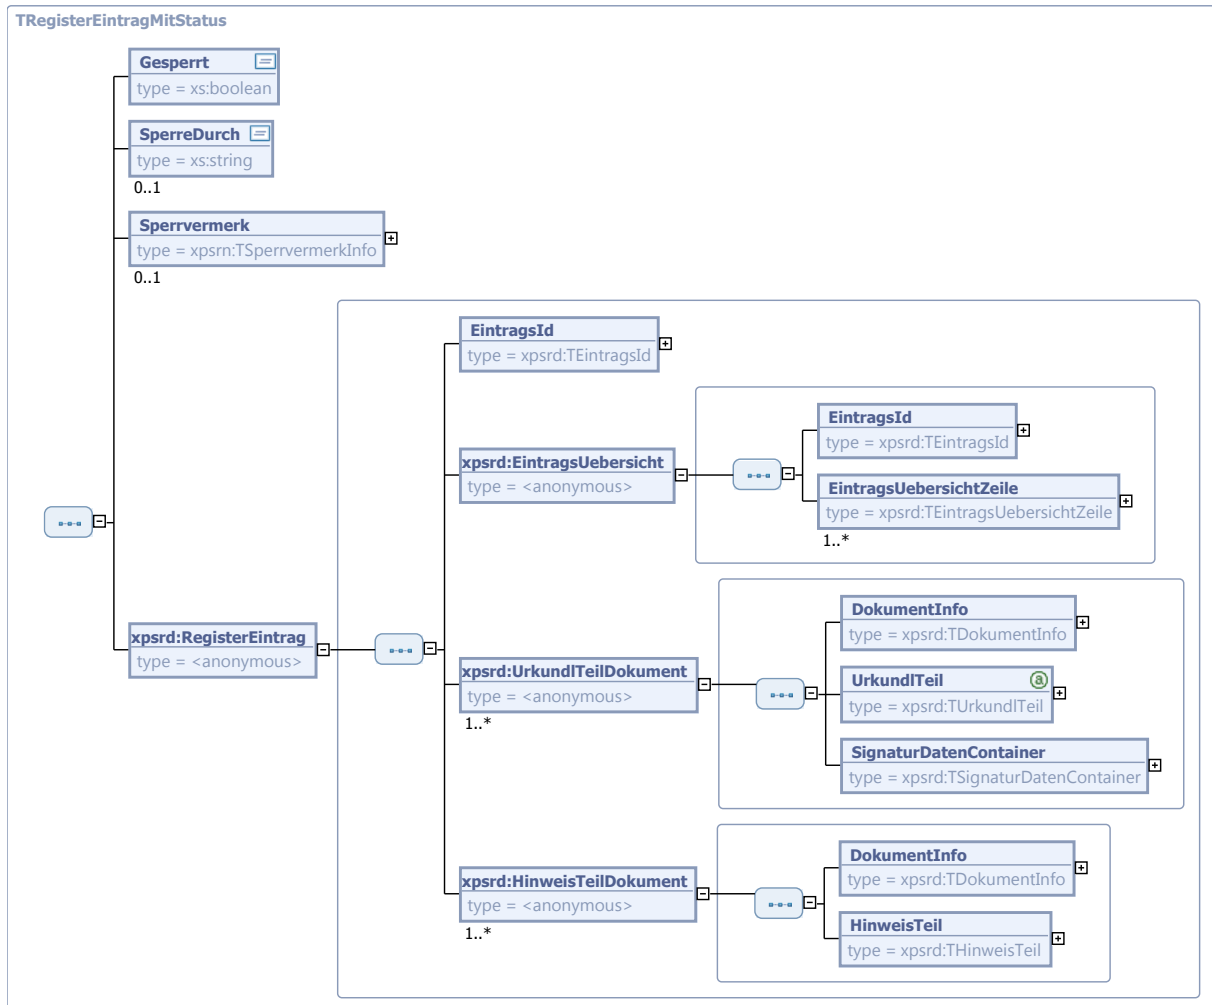 TRegisterEintragMitStatus
Gesperrt
type = xs:boolean
SperreDurch
type = xs:string
0..1
Sperrvermerk
type = xpsrn:TSperrvermerkInfo
0..1
xpsrd:RegisterEintrag
type = <anonymous>
EintragsId
type = xpsrd:TEintragsId
xpsrd:EintragsUebersicht
type = <anonymous>
EintragsId
type = xpsrd:TEintragsId
EintragsUebersichtZeile
type = xpsrd:TEintragsUebersichtZeile
1..*
xpsrd:UrkundlTeilDokument
type = <anonymous>
1..*
DokumentInfo
type = xpsrd:TDokumentInfo
UrkundlTeil
a
type = xpsrd:TUrkundlTeil
SignaturDatenContainer
type = xpsrd:TSignaturDatenContainer
xpsrd:HinweisTeilDokument
type = <anonymous>
1..*
DokumentInfo
type = xpsrd:TDokumentInfo
HinweisTeil
type = xpsrd:THinweisTeil